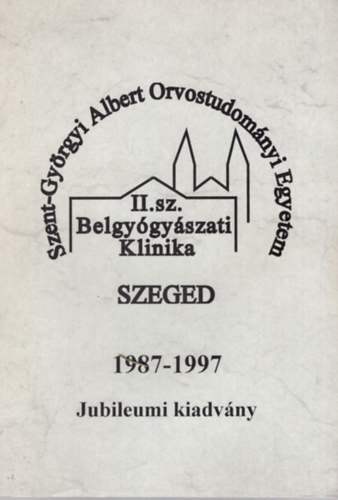 Szent-Györgyi Albert Orvostudományi Egyetem
II.sz.
Belgyógyászati
Klinika
SZEGED
1987-1997
Jubileumi kiadvány